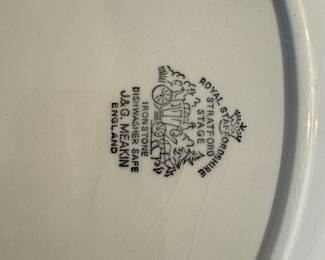 ROYAL STAFFORDSHIRE
STRATFORD
STAGE
IRONSTONE
DISHWASHER SAFE
J.&G. MEAKIN
ENGLAND